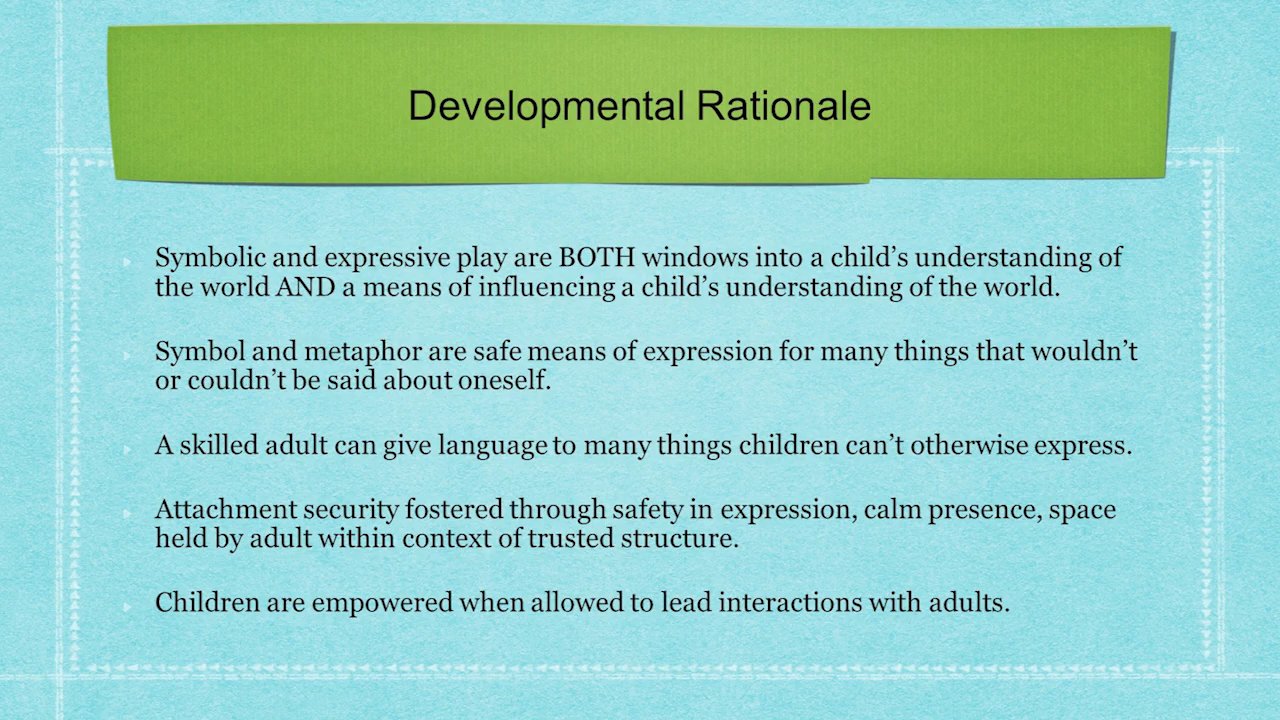 Developmental Rationale
Symbolic and expressive play are BOTH windows into a child’s understanding of
the world AND a means of influencing a child’s understanding of the world.
Symbol and metaphor are safe means of expression for many things that wouldn’t
or couldn’t be said about oneself.
A skilled adult can give language to many things children can’t otherwise express.
Attachment security fostered through safety in expression, calm presence, space
held by adult within context of trusted structure.
Children are empowered when allowed to lead interactions with adults.